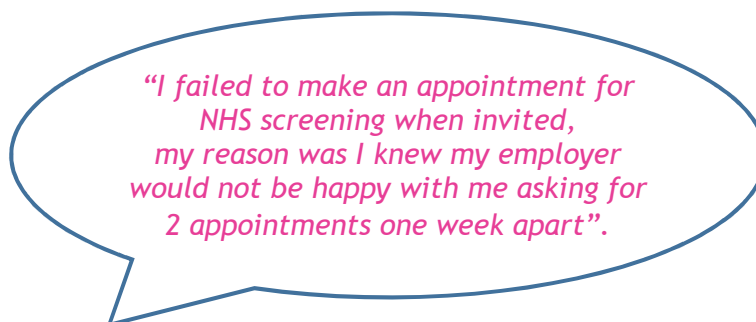 “I failed to make an appointment for
NHS screening when invited,
my reason was I knew my employer
would not be happy with me asking for
2 appointments one week apart”.